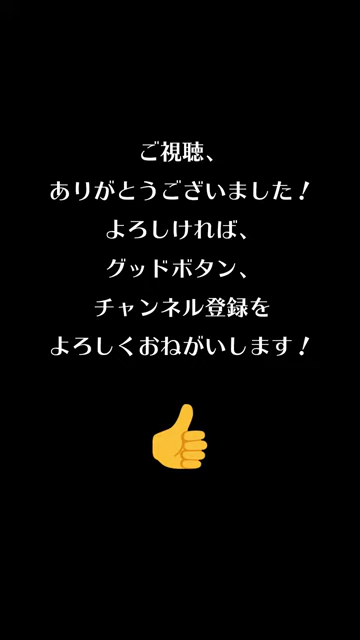 ご視聴、
ありがとうございました！
よろしければ、
グッドボタン、
チャンネル登録を
よろしくおねがいします！